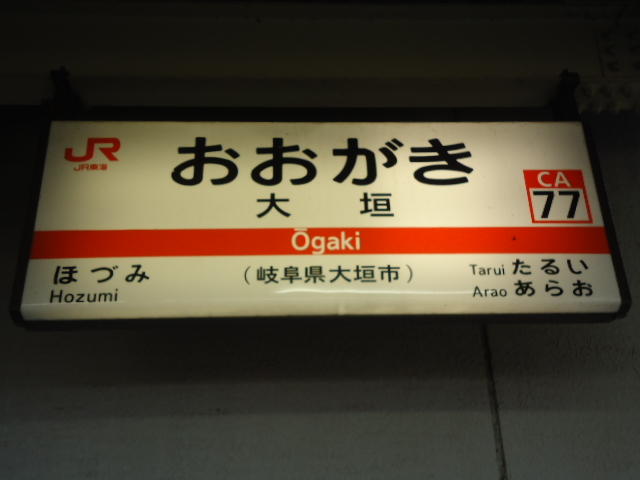 JR
JR東海
おおがき
大垣
CA
77
Ōgaki
ほづみ
Hozumi
(岐阜県大垣市)
Tarui たるい
Arao あらお